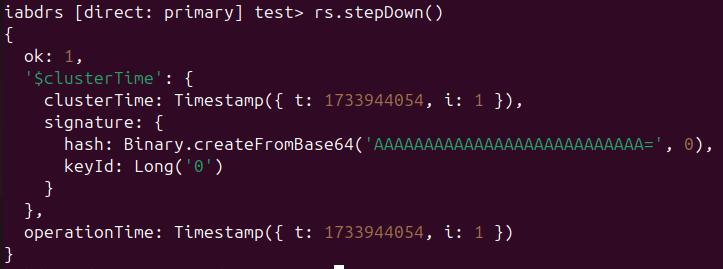 iabdrs [direct: primary] test> rs.stepDown()
{
  ok: 1,
  '$clusterTime': {
    clusterTime: Timestamp({ t: 1733944054, i: 1 }),
    signature: {
      hash: Binary.createFromBase64('AAAAAAAAAAAAAAAAAAAAAAAAAAA=', 0),
      keyId: Long('0')
    }
  },
  operationTime: Timestamp({ t: 1733944054, i: 1 })
}